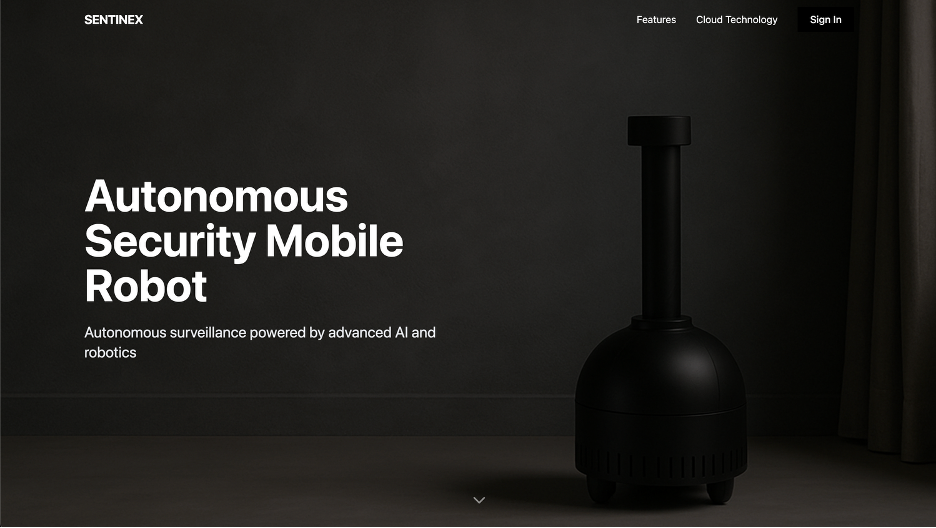 SENTINEX
Features
Cloud Technology
Sign In
Autonomous
Security Mobile
Robot
Autonomous surveillance powered by advanced AI and
robotics